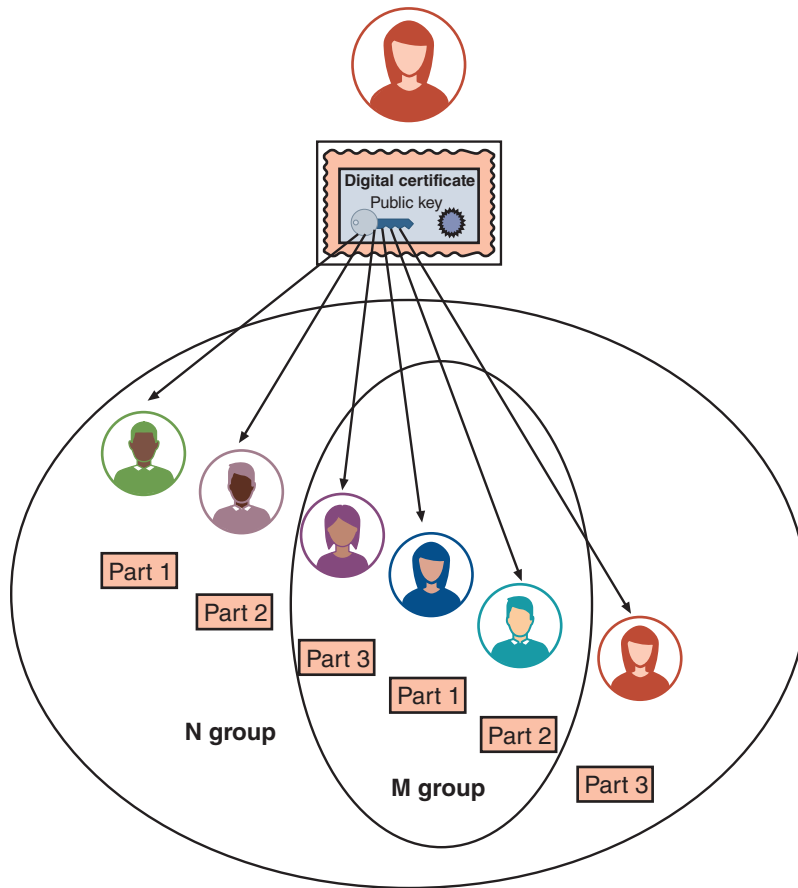 Digital certificate
Public key
Part 1
Part 2
Part 3
Part 1
Part 2
Part 3
N group
M group